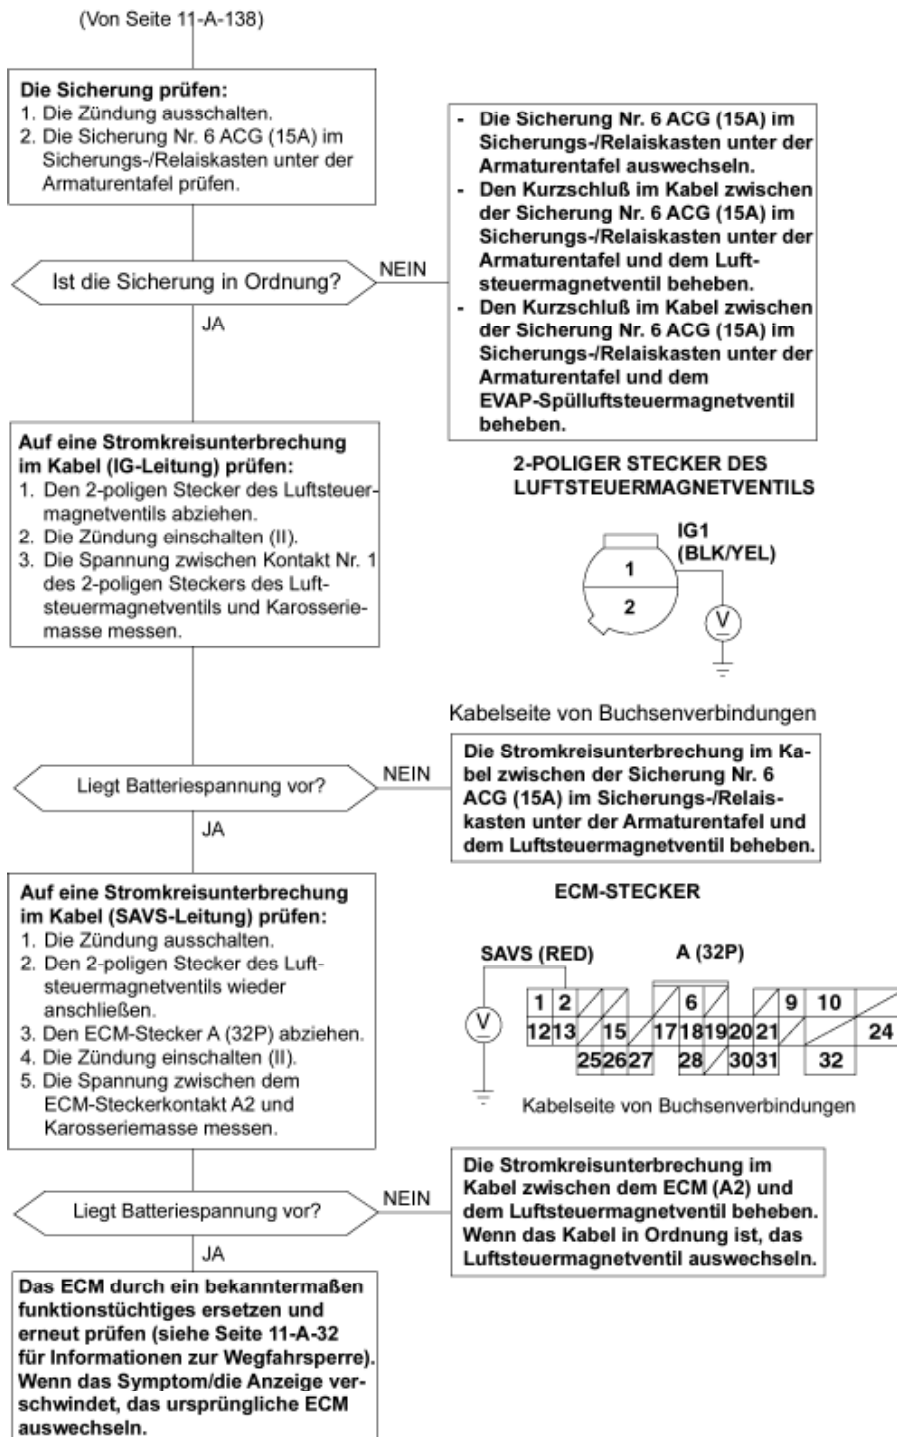 (Von Seite 11-A-138)
Die Sicherung prüfen:
1. Die Zündung ausschalten.
2. Die Sicherung Nr. 6 ACG (15A) im
Sicherungs-/Relaiskasten unter der
Armaturentafel prüfen.
Ist die Sicherung in Ordnung?
NEIN
- Die Sicherung Nr. 6 ACG (15A) im
Sicherungs-/Relaiskasten unter der
Armaturentafel auswechseln.
- Den Kurzschluß im Kabel zwischen
der Sicherung Nr. 6 ACG (15A) im
Sicherungs-/Relaiskasten unter der
Armaturentafel und dem Luft-
steuermagnetventil beheben.
- Den Kurzschluß im Kabel zwischen
der Sicherung Nr. 6 ACG (15A) im
Sicherungs-/Relaiskasten unter der
Armaturentafel und dem
EVAP-Spülluftsteuermagnetventil
beheben.
JA
Auf eine Stromkreisunterbrechung
im Kabel (IG-Leitung) prüfen:
1. Den 2-poligen Stecker des Luftsteuer-
magnetventils abziehen.
2. Die Zündung einschalten (II).
3. Die Spannung zwischen Kontakt Nr. 1
des 2-poligen Steckers des Luft-
steuermagnetventils und Karosserie-
masse messen.
2-POLIGER STECKER DES
LUFTSTEUERMAGNETVENTILS
IG1
(BLK/YEL)
1
2
V
Kabelseite von Buchsenverbindungen
Liegt Batteriespannung vor?
NEIN
Die Stromkreisunterbrechung im Ka-
bel zwischen der Sicherung Nr. 6
ACG (15A) im Sicherungs-/Relais-
kasten unter der Armaturentafel und
dem Luftsteuermagnetventil beheben.
JA
Auf eine Stromkreisunterbrechung
im Kabel (SAVS-Leitung) prüfen:
1. Die Zündung ausschalten.
2. Den 2-poligen Stecker des Luft-
steuermagnetventils wieder
anschließen.
3. Den ECM-Stecker A (32P) abziehen.
4. Die Zündung einschalten (II).
5. Die Spannung zwischen dem
ECM-Steckerkontakt A2 und
Karosseriemasse messen.
ECM-STECKER
SAVS (RED) A (32P)
1 2 6 9 10
V
12 13 15 17 18 19 20 21 24
25 26 27 28 30 31 32
Kabelseite von Buchsenverbindungen
Liegt Batteriespannung vor?
NEIN
Die Stromkreisunterbrechung im
Kabel zwischen dem ECM (A2) und
dem Luftsteuermagnetventil beheben.
Wenn das Kabel in Ordnung ist, das
Luftsteuermagnetventil auswechseln.
JA
Das ECM durch ein bekanntermaßen
funktionstüchtiges ersetzen und
erneut prüfen (siehe Seite 11-A-32
für Informationen zur Wegfahrsperre).
Wenn das Symptom/die Anzeige ver-
schwindet, das ursprüngliche ECM
auswechseln.